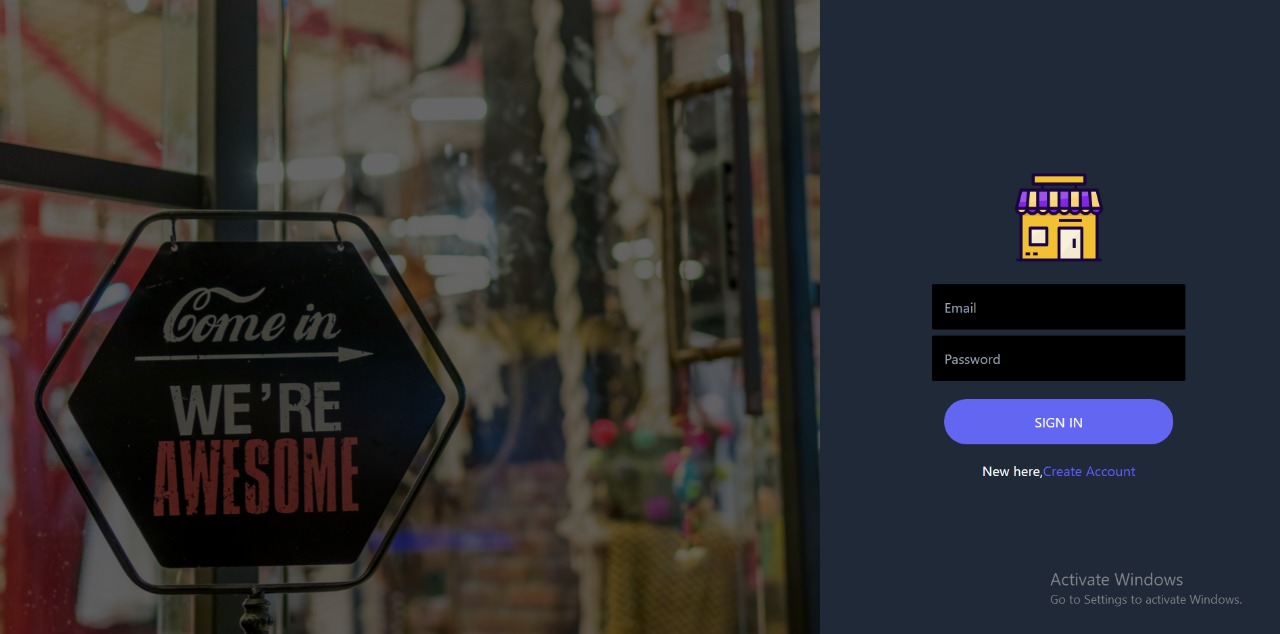 Come in
WE'RE
AWESOME
Email
Password
SIGN IN
New here,Create Account
Activate Windows
Go to Settings to activate Windows.